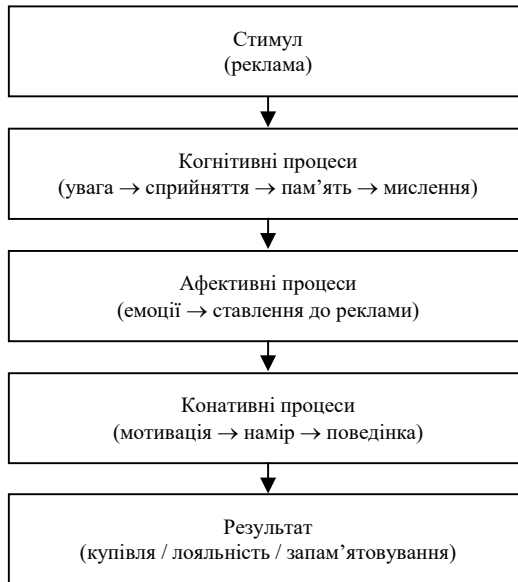 Стимул
(реклама)
Когнітивні процеси
(увага → сприйняття → пам’ять → мислення)
Афективні процеси
(емоції → ставлення до реклами)
Конативні процеси
(мотивація → намір → поведінка)
Результат
(купівля / лояльність / запам’ятовування)